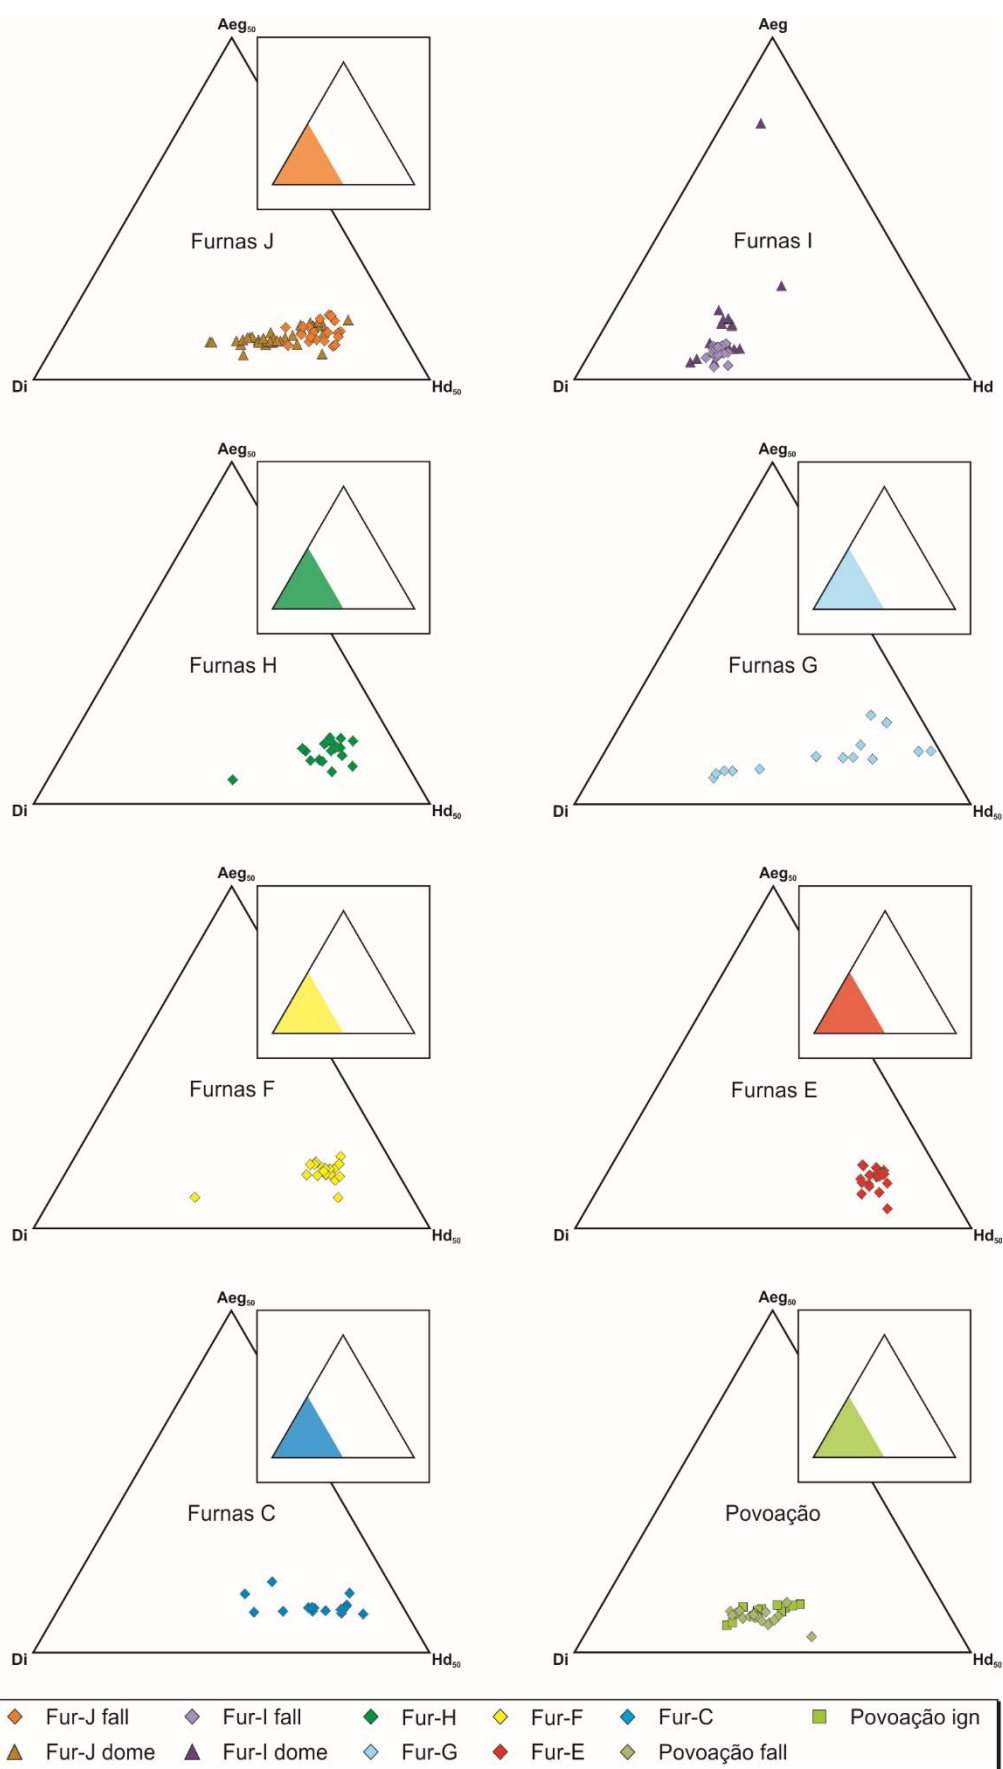 Aeg₅₀
Aeg
Furnas J
Furnas I
Di
Hd₅₀
Di
Hd
Aeg₅₀
Aeg₅₀
Furnas H
Furnas G
Di
Hd₅₀
Di
Hd₅₀
Aeg₅₀
Aeg₅₀
Furnas F
Furnas E
Di
Hd₅₀
Di
Hd₅₀
Aeg₅₀
Aeg₅₀
Furnas C
Povoação
Di
Hd₅₀
Di
Hd₅₀
Fur-J fall Fur-I fall Fur-H Fur-F Fur-C Povoação ign
Fur-J dome Fur-I dome Fur-G Fur-E Povoação fall